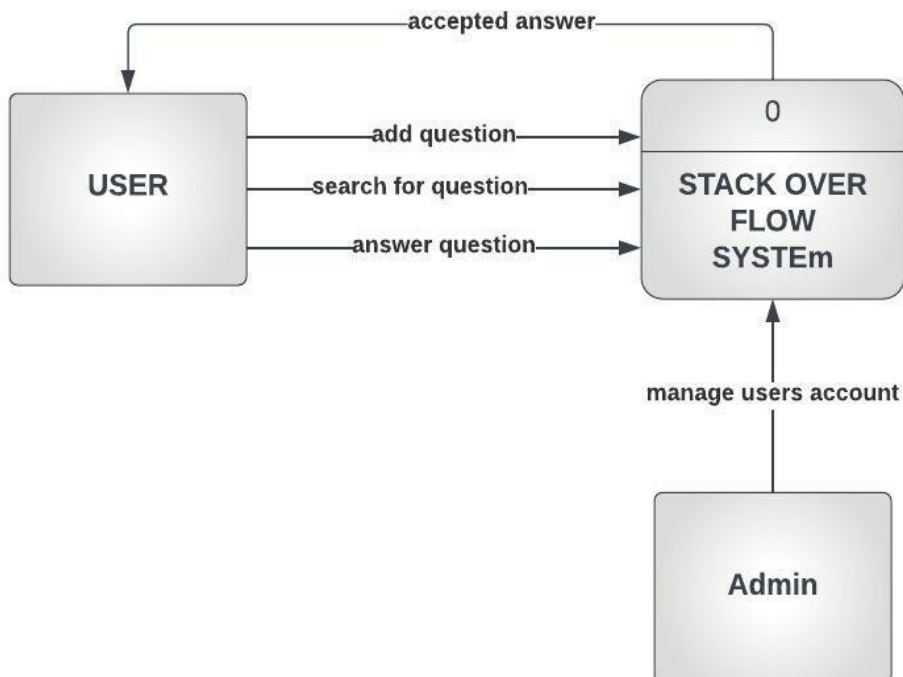 accepted answer
USER
add question
search for question
answer question
0
STACK OVER
FLOW
SYSTEm
manage users account
Admin